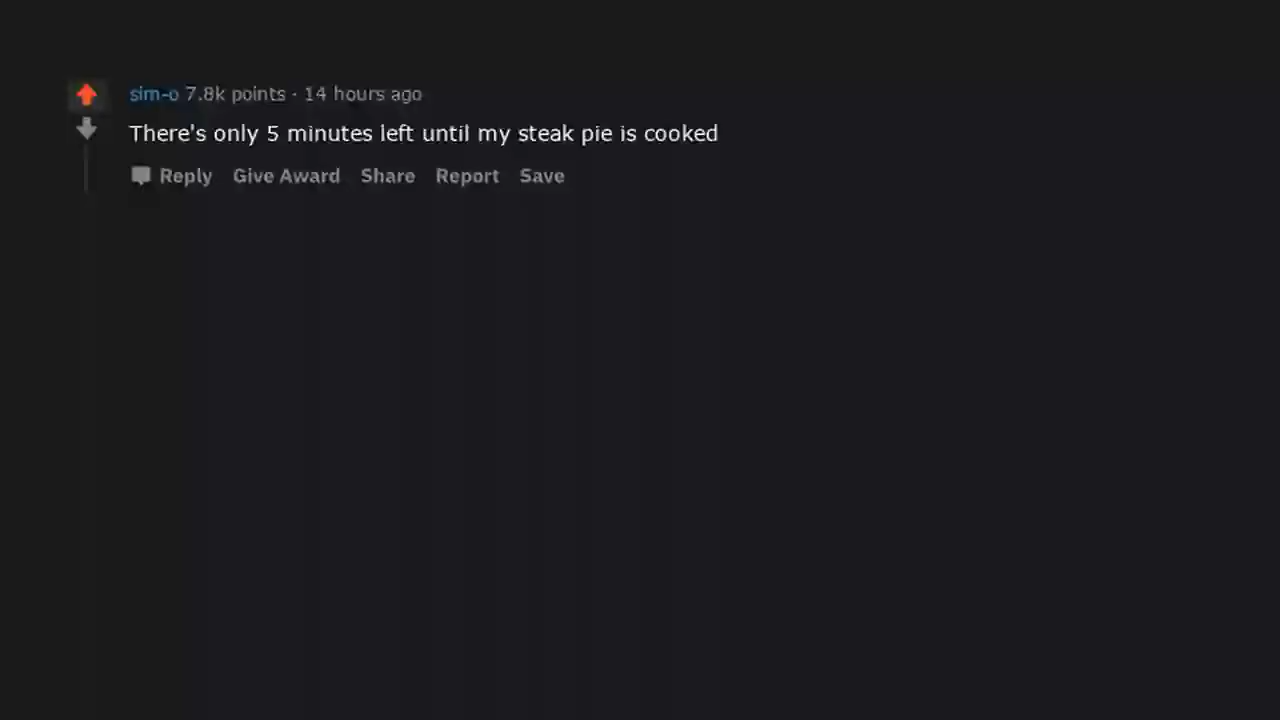 sim-o 7.8k points · 14 hours ago
There's only 5 minutes left until my steak pie is cooked
Reply Give Award Share Report Save